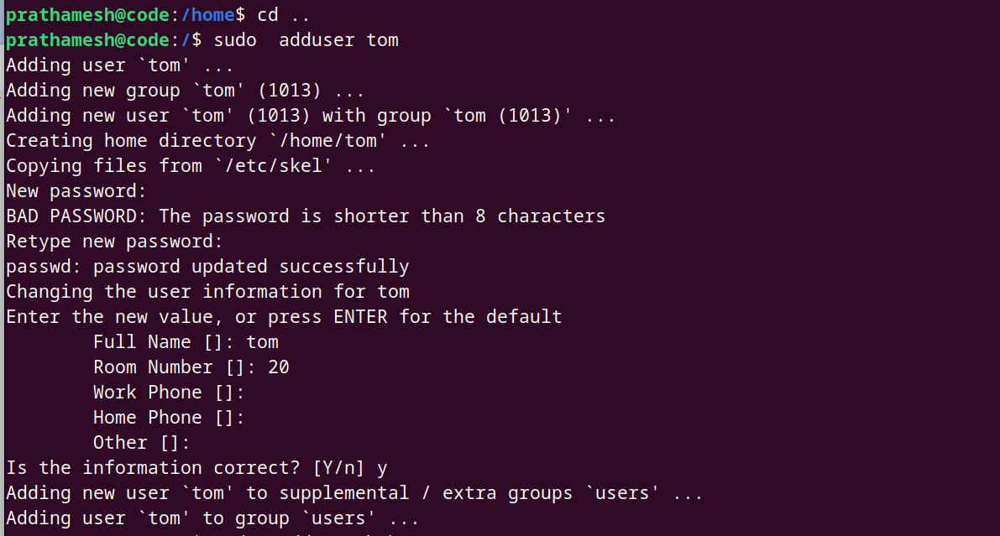 prathamesh@code:/home$ cd ..
prathamesh@code:/$ sudo  adduser tom
Adding user `tom' ...
Adding new group `tom' (1013) ...
Adding new user `tom' (1013) with group `tom (1013)' ...
Creating home directory `/home/tom' ...
Copying files from `/etc/skel' ...
New password:
BAD PASSWORD: The password is shorter than 8 characters
Retype new password:
passwd: password updated successfully
Changing the user information for tom
Enter the new value, or press ENTER for the default
        Full Name []: tom
        Room Number []: 20
        Work Phone []:
        Home Phone []:
        Other []:
Is the information correct? [Y/n] y
Adding new user `tom' to supplemental / extra groups `users' ...
Adding user `tom' to group `users' ...